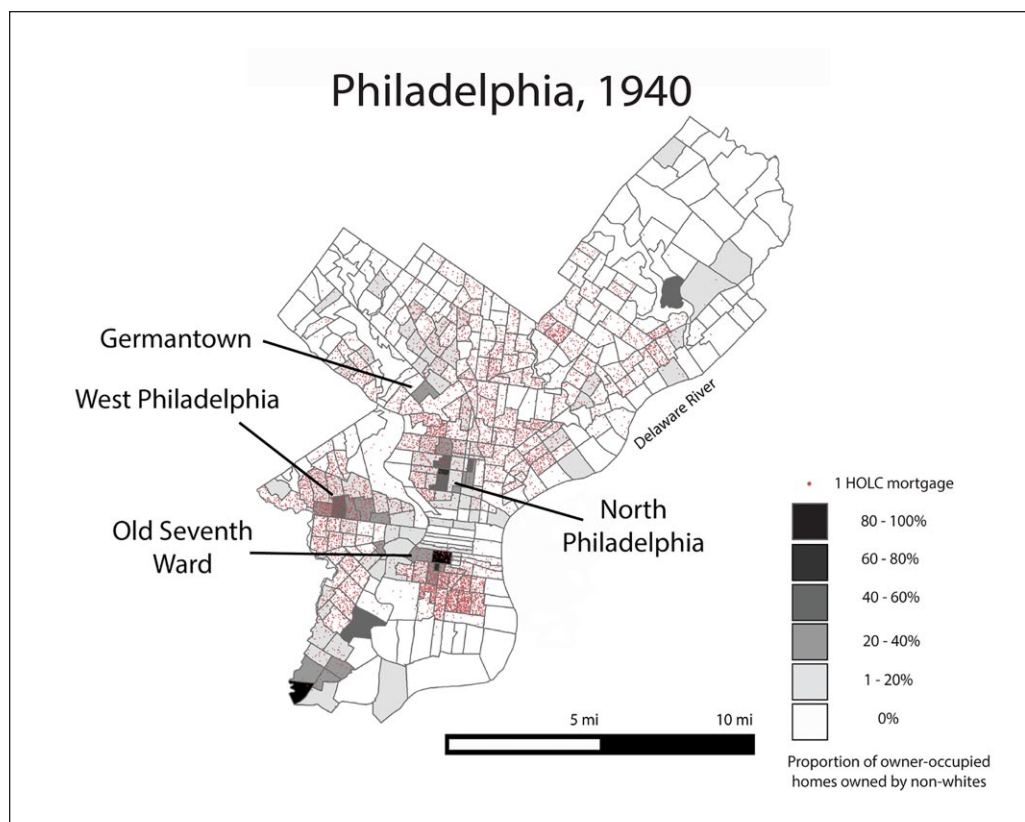 Philadelphia, 1940
Germantown
West Philadelphia
Old Seventh
Ward
North
Philadelphia
Delaware River
1 HOLC mortgage
80 - 100%
60 - 80%
40 - 60%
20 - 40%
1 - 20%
0%
Proportion of owner-occupied
homes owned by non-whites
5 mi
10 mi